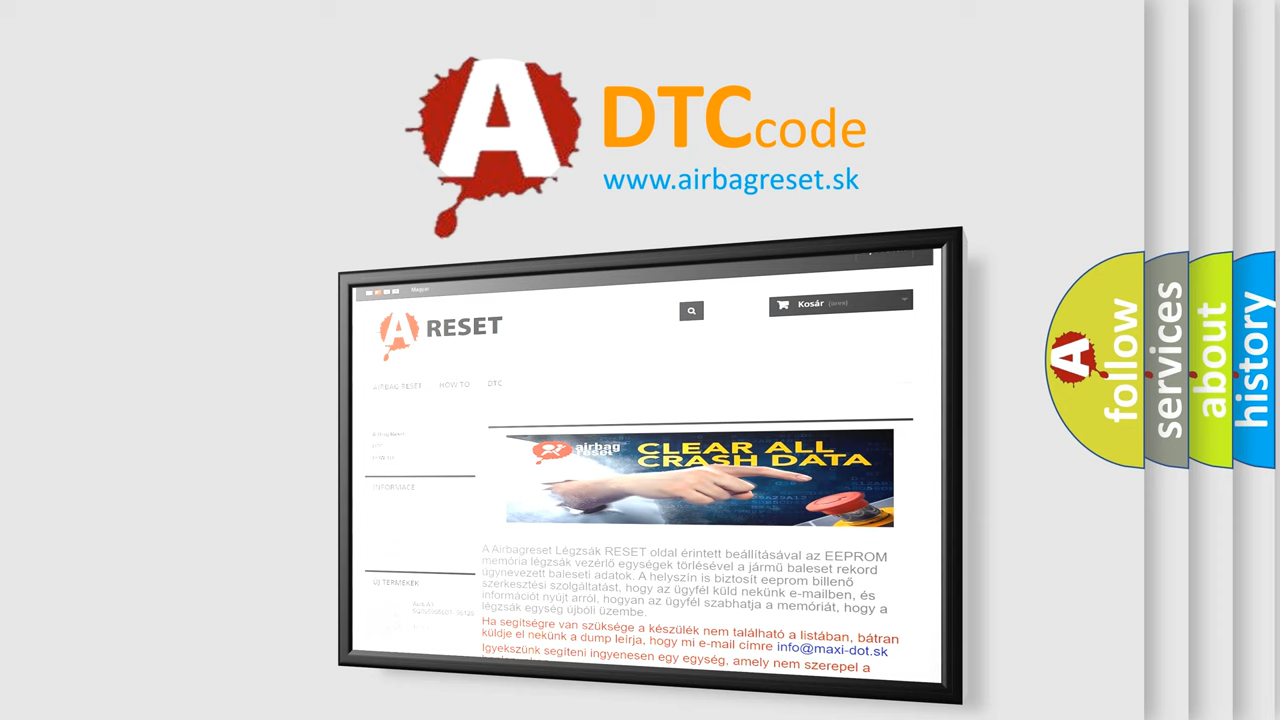 A
DTCcode
www.airbagreset.sk
Magyar
A RESET
Kosár (üres)
AIRBAG RESET HOW TO DTC
INFORMACE
airbag
reset
CLEAR ALL
CRASH DATA
A Airbagreset Légzsák RESET oldal érintett beállításával az EEPROM
memória légzsák vezérlő egységek törlésével a jármű baleset rekord
úgynevezett baleseti adatok. A helyszín is biztosít eeprom billenő
szerkesztési szolgáltatást, hogy az ügyfél küld nekünk e-mailben, és
információt nyújt arról, hogyan az ügyfél szabhatja a memóriát, hogy a
légzsák egység újbóli üzembe.
Ha segítségre van szüksége a készülék nem található a listában, bátran
küldje el nekünk a dump leírja, hogy mi e-mail címre info@maxi-dot.sk
Igyekszünk segíteni ingyenesen egy egység, amely nem szerepel a
ÚJ TERMÉKEK
A
follow
services
about
history